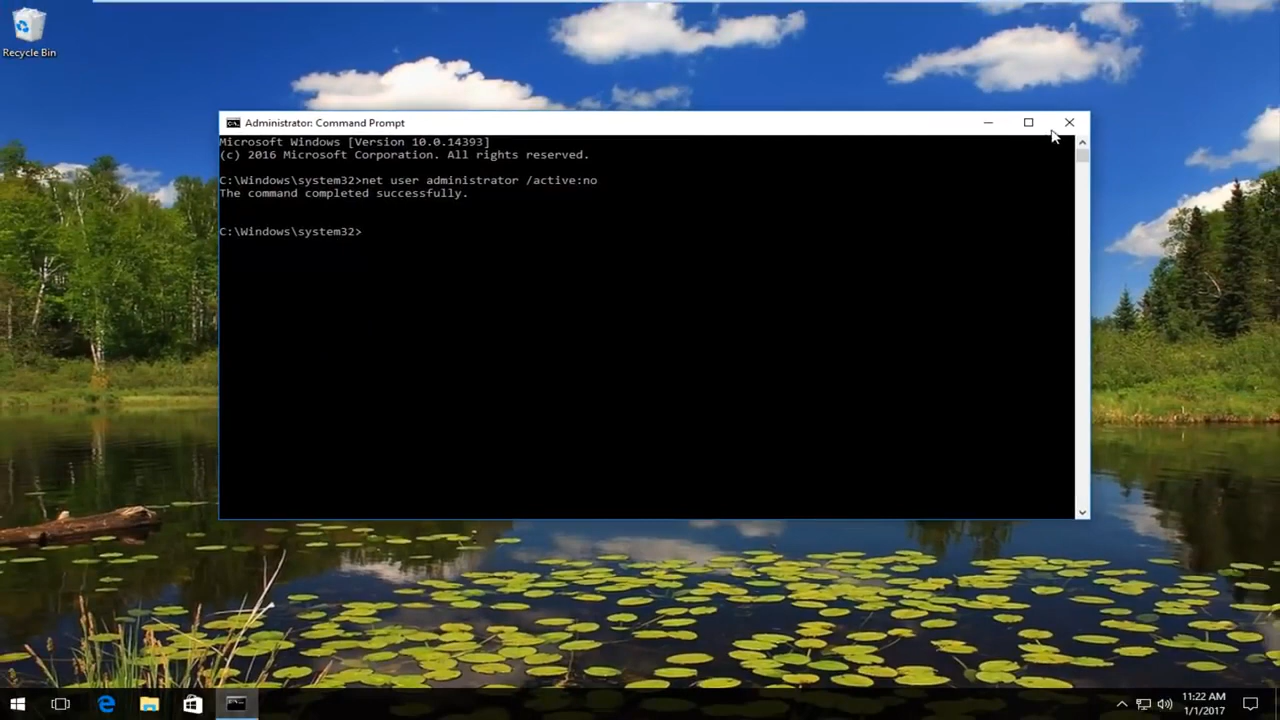 Recycle Bin
Administrator: Command Prompt
Microsoft Windows [Version 10.0.14393]
(c) 2016 Microsoft Corporation. All rights reserved.
C:\Windows\system32>net user administrator /active:no
The command completed successfully.
C:\Windows\system32>
11:22 AM
1/1/2017